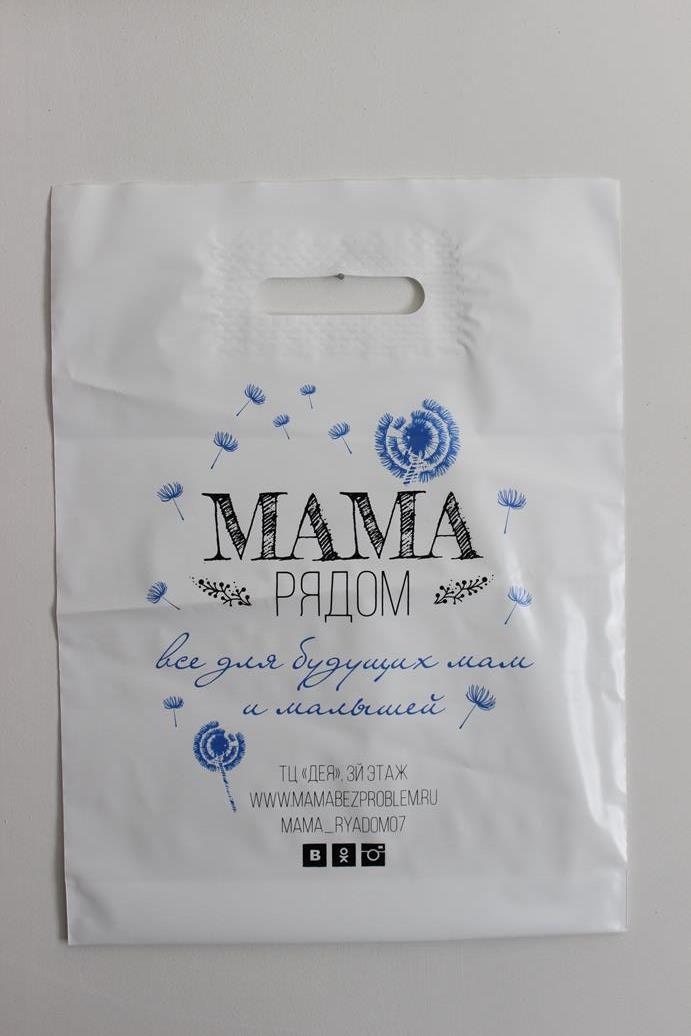 МАМА
РЯДОМ
все для будущих мам
и малышей
ТЦ «ДЕЯ», 3Й ЭТАЖ
WWW.MAMABEZPROBLEM.RU
MAMA_RYADOM07
В